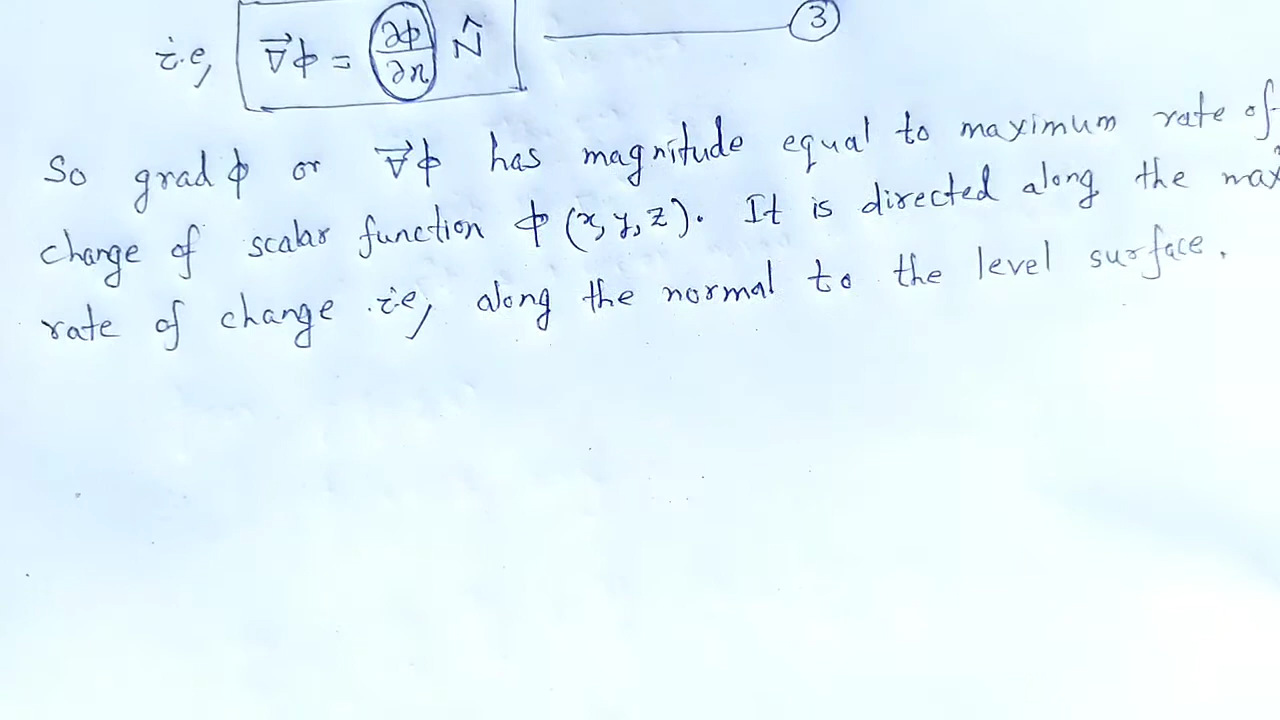 i.e, ∇⃗ϕ = (∂ϕ/∂n) N̂ ③
So grad ϕ or ∇⃗ϕ has magnitude equal to maximum rate of
change of scalar function ϕ (x, y, z). It is directed along the max
rate of change i.e, along the normal to the level surface.